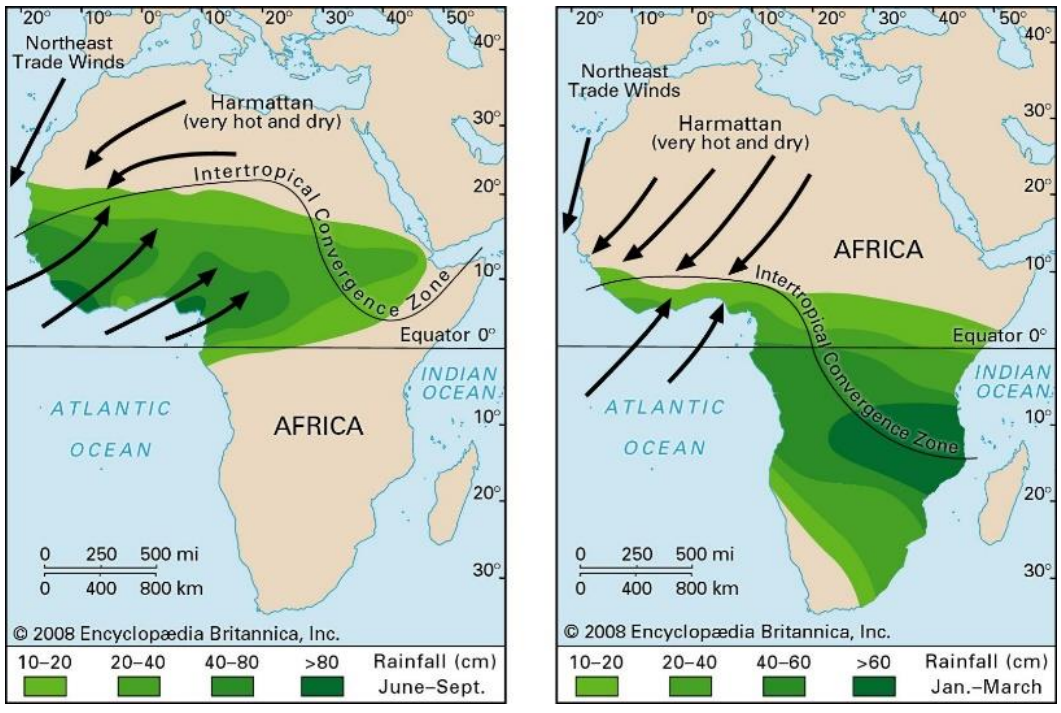 20° 10° 0° 10° 20° 30° 40° 50°
40°
Northeast
Trade Winds
30°
Harmattan
(very hot and dry)
20°
Intertropical Convergence Zone
10°
Equator 0°
INDIAN
OCEAN
ATLANTIC
OCEAN
AFRICA
10°
20°
0 250 500 mi
0 400 800 km
30°
© 2008 Encyclopædia Britannica, Inc.
10–20 20–40 40–80 >80 Rainfall (cm)
June–Sept.
20° 10° 0° 10° 20° 30° 40° 50°
40°
Northeast
Trade Winds
30°
Harmattan
(very hot and dry)
20°
AFRICA
10°
Intertropical Convergence Zone
Equator 0°
INDIAN
OCEAN
ATLANTIC
OCEAN
10°
20°
0 250 500 mi
0 400 800 km
30°
© 2008 Encyclopædia Britannica, Inc.
10–20 20–40 40–60 >60 Rainfall (cm)
Jan.–March